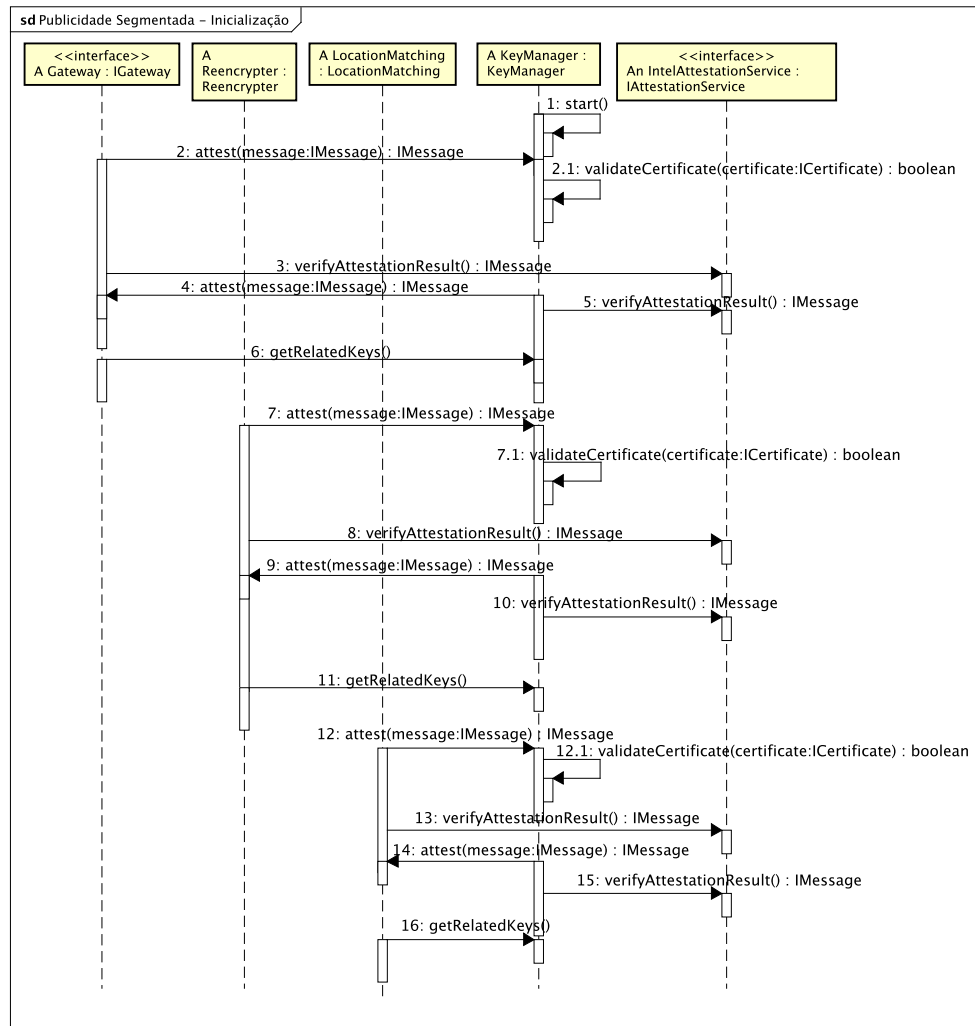 sd Publicidade Segmentada – Inicialização
<<interface>>
A Gateway : IGateway
A
Reencrypter :
Reencrypter
A LocationMatching
: LocationMatching
A KeyManager :
KeyManager
<<interface>>
An IntelAttestationService :
IAttestationService
1: start()
2: attest(message:IMessage) : IMessage
2.1: validateCertificate(certificate:ICertificate) : boolean
3: verifyAttestationResult() : IMessage
4: attest(message:IMessage) : IMessage
5: verifyAttestationResult() : IMessage
6: getRelatedKeys()
7: attest(message:IMessage) : IMessage
7.1: validateCertificate(certificate:ICertificate) : boolean
8: verifyAttestationResult() : IMessage
9: attest(message:IMessage) : IMessage
10: verifyAttestationResult() : IMessage
11: getRelatedKeys()
12: attest(message:IMessage) : IMessage
12.1: validateCertificate(certificate:ICertificate) : boolean
13: verifyAttestationResult() : IMessage
14: attest(message:IMessage) : IMessage
15: verifyAttestationResult() : IMessage
16: getRelatedKeys()